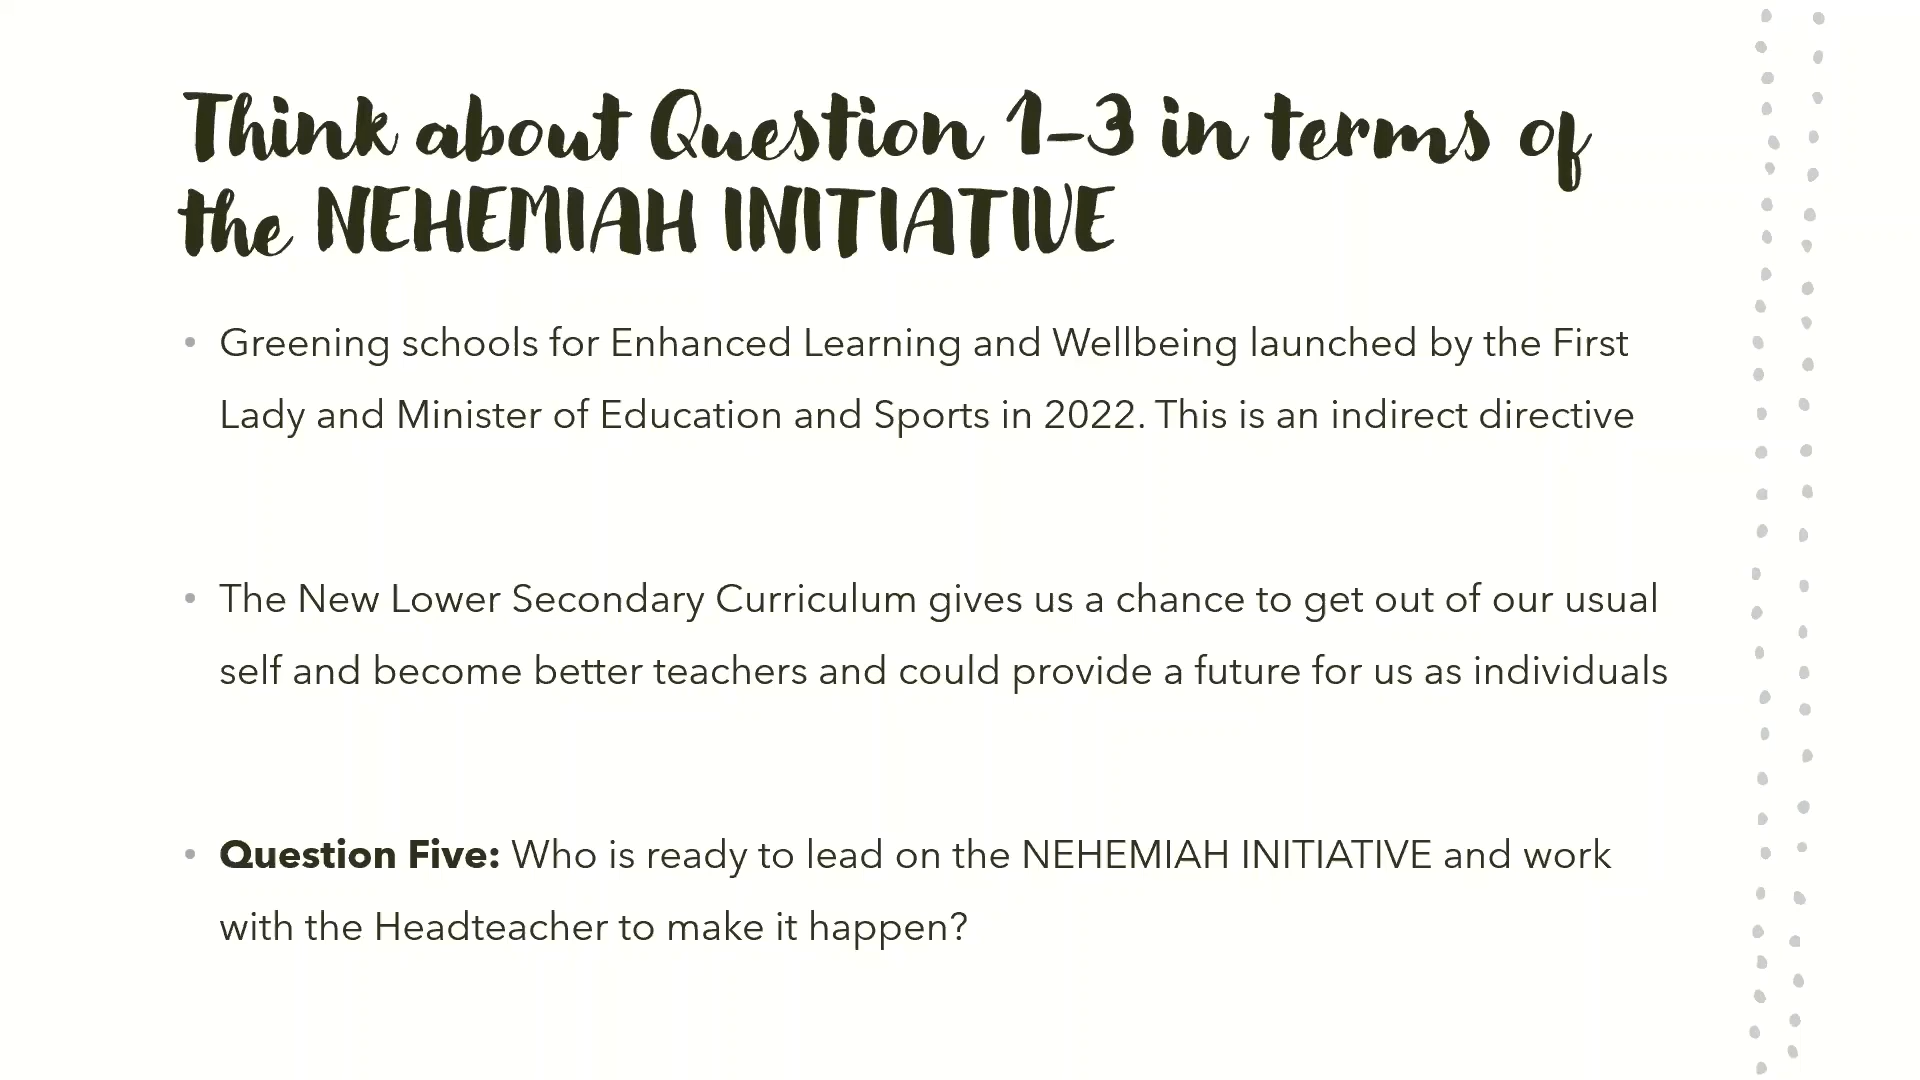 Think about Question 1-3 in terms of
the NEHEMIAH INITIATIVE
• Greening schools for Enhanced Learning and Wellbeing launched by the First
Lady and Minister of Education and Sports in 2022. This is an indirect directive
• The New Lower Secondary Curriculum gives us a chance to get out of our usual
self and become better teachers and could provide a future for us as individuals
• Question Five: Who is ready to lead on the NEHEMIAH INITIATIVE and work
with the Headteacher to make it happen?